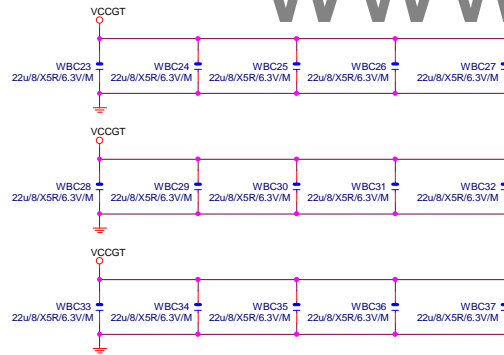 WWW
VCCGT
WBC23 WBC24 WBC25 WBC26 WBC27
22u/8/X5R/6.3V/M 22u/8/X5R/6.3V/M 22u/8/X5R/6.3V/M 22u/8/X5R/6.3V/M 22u/8/X5R/6.3V/M
VCCGT
WBC28 WBC29 WBC30 WBC31 WBC32
22u/8/X5R/6.3V/M 22u/8/X5R/6.3V/M 22u/8/X5R/6.3V/M 22u/8/X5R/6.3V/M 22u/8/X5R/6.3V/M
VCCGT
WBC33 WBC34 WBC35 WBC36 WBC37
22u/8/X5R/6.3V/M 22u/8/X5R/6.3V/M 22u/8/X5R/6.3V/M 22u/8/X5R/6.3V/M 22u/8/X5R/6.3V/M